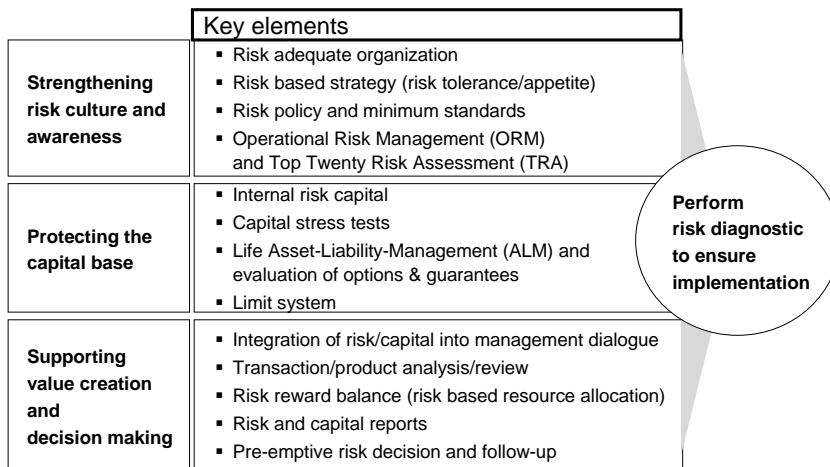 Key elements
Strengthening
risk culture and
awareness
▪ Risk adequate organization
▪ Risk based strategy (risk tolerance/appetite)
▪ Risk policy and minimum standards
▪ Operational Risk Management (ORM)
and Top Twenty Risk Assessment (TRA)
Protecting the
capital base
▪ Internal risk capital
▪ Capital stress tests
▪ Life Asset-Liability-Management (ALM) and
evaluation of options & guarantees
▪ Limit system
Supporting
value creation
and
decision making
▪ Integration of risk/capital into management dialogue
▪ Transaction/product analysis/review
▪ Risk reward balance (risk based resource allocation)
▪ Risk and capital reports
▪ Pre-emptive risk decision and follow-up
Perform
risk diagnostic
to ensure
implementation